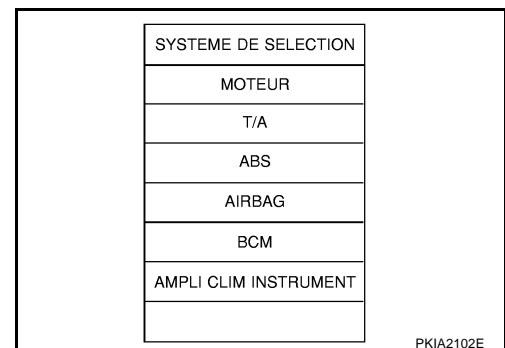 SYSTEME DE SELECTION
MOTEUR
T/A
ABS
AIRBAG
BCM
AMPLI CLIM INSTRUMENT
PKIA2102E